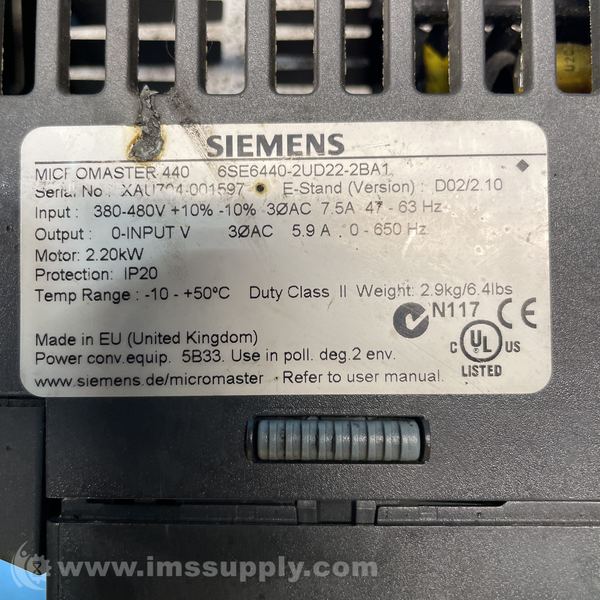 SIEMENS
MICROMASTER 440 6SE6440-2UD22-2BA1
Serial No: XAU704-001597 E-Stand (Version) : D02/2.10
Input : 380-480V +10% -10% 3ØAC 7.5A 47 - 63 Hz
Output : 0-INPUT V 3ØAC 5.9 A . 0 - 650 Hz
Motor: 2.20kW
Protection: IP20
Temp Range : -10 - +50°C Duty Class II Weight: 2.9kg/6.4lbs
N117 CE
C UL US
LISTED
Made in EU (United Kingdom)
Power conv.equip. 5B33. Use in poll. deg.2 env.
www.siemens.de/micromaster Refer to user manual.
www.imssupply.com